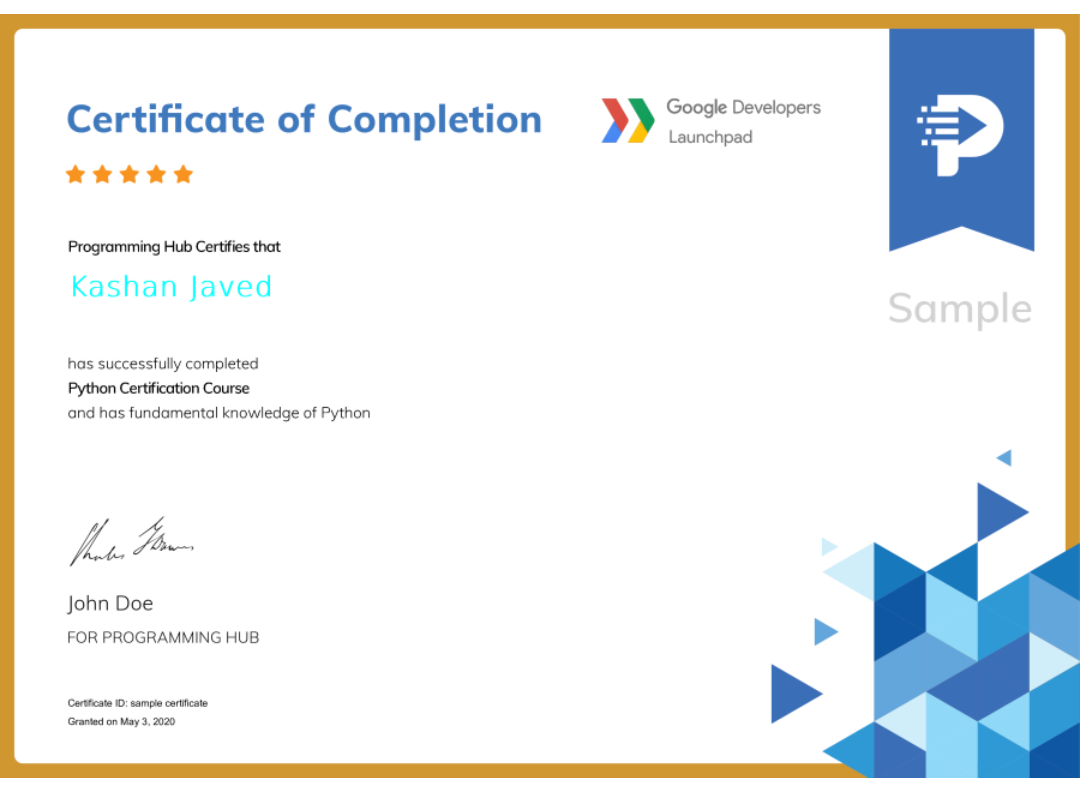 Certificate of Completion
Google Developers
Launchpad
Programming Hub Certifies that
Kashan Javed
Sample
has successfully completed
Python Certification Course
and has fundamental knowledge of Python
John Doe
FOR PROGRAMMING HUB
Certificate ID: sample certificate
Granted on May 3, 2020